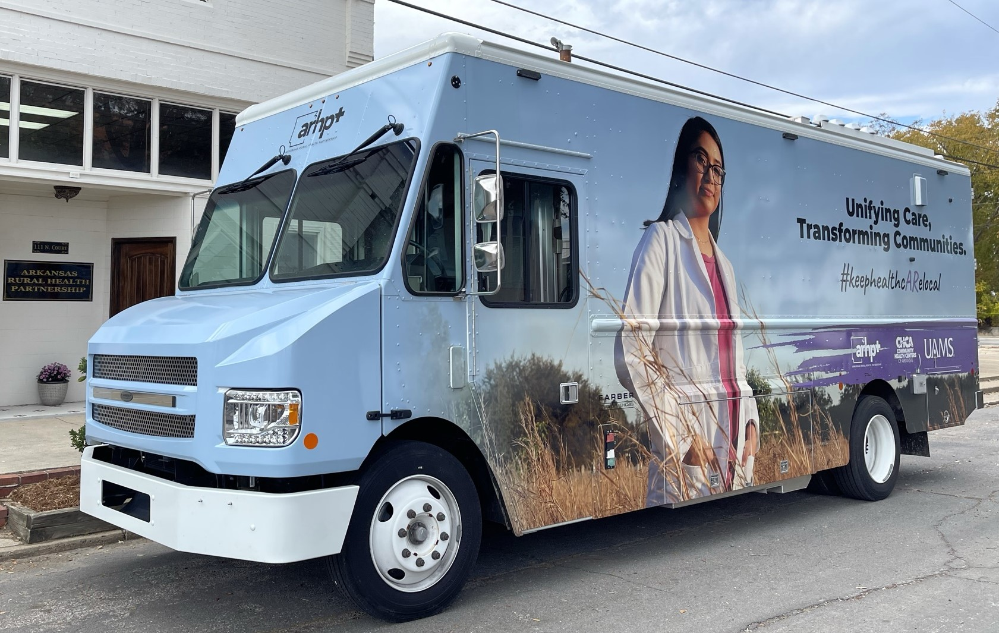 arhp+
ARKANSAS RURAL HEALTH PARTNERSHIP
111 N. COURT
ARKANSAS
RURAL HEALTH
PARTNERSHIP
Unifying Care,
Transforming Communities.
#keephealthcARelocal
arhp+
ARKANSAS RURAL HEALTH PARTNERSHIP
CHCA
COMMUNITY
HEALTH CENTERS
OF ARKANSAS
UAMS
FARBER